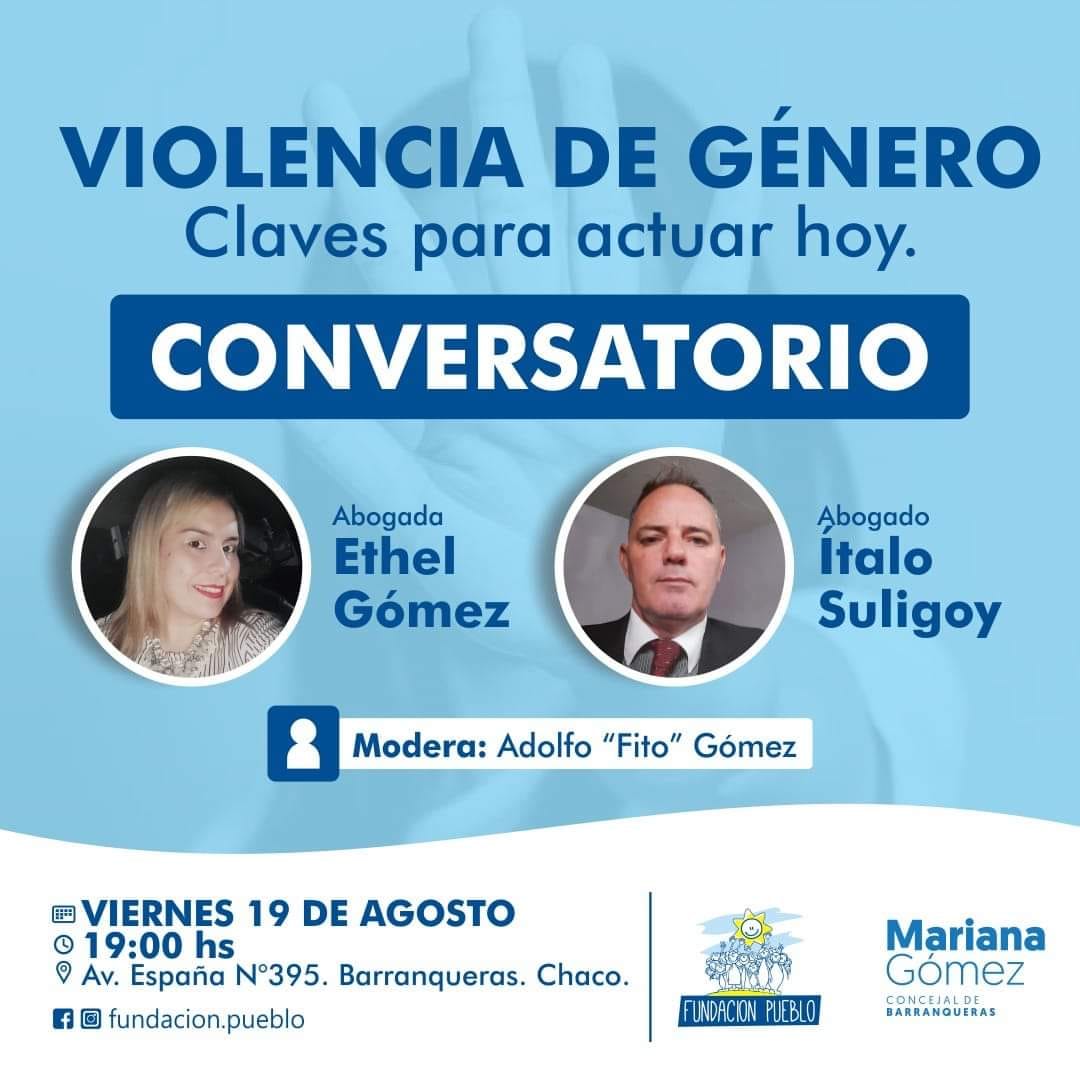 VIOLENCIA DE GÉNERO
Claves para actuar hoy.
CONVERSATORIO
Abogada
Ethel
Gómez
Abogado
Ítalo
Suligoy
Modera: Adolfo “Fito” Gómez
VIERNES 19 DE AGOSTO
19:00 hs
Av. España N°395. Barranqueras. Chaco.
fundacion.pueblo
FUNDACION PUEBLO
Mariana
Gómez
CONCEJAL DE
BARRANQUERAS